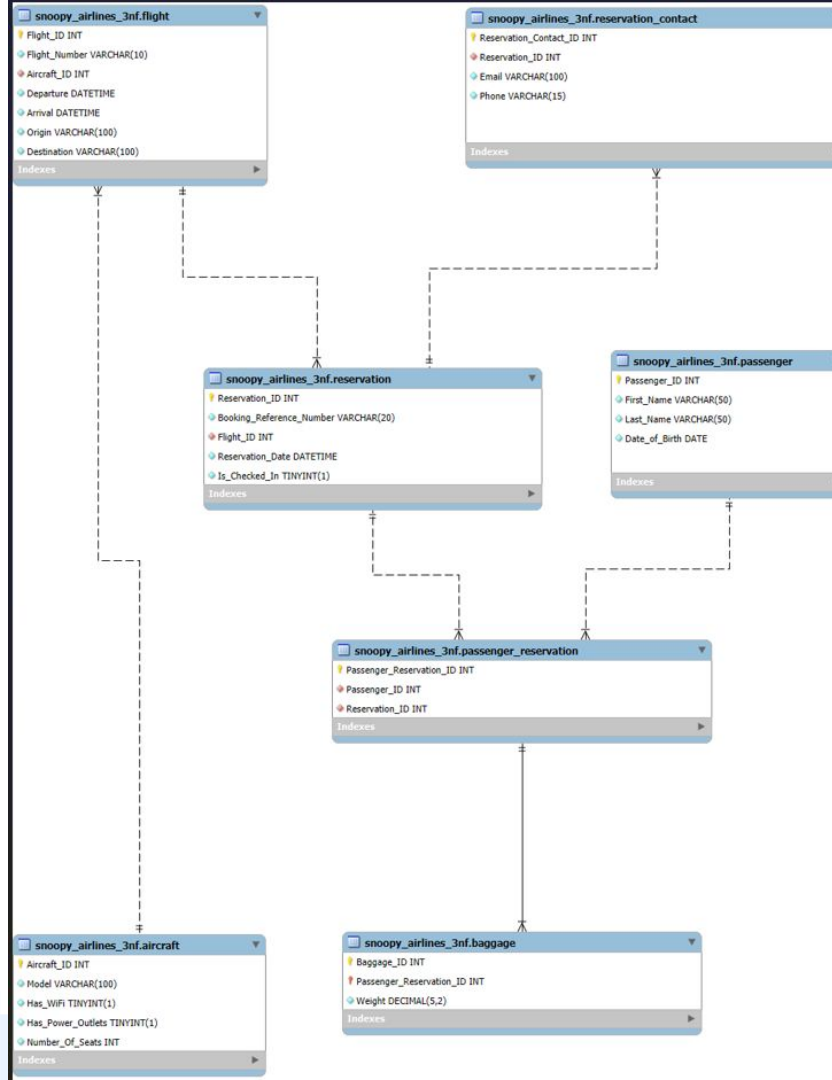 snoopy_airlines_3nf.flight
Flight_ID INT
Flight_Number VARCHAR(10)
Aircraft_ID INT
Departure DATETIME
Arrival DATETIME
Origin VARCHAR(100)
Destination VARCHAR(100)
Indexes
snoopy_airlines_3nf.reservation_contact
Reservation_Contact_ID INT
Reservation_ID INT
Email VARCHAR(100)
Phone VARCHAR(15)
Indexes
snoopy_airlines_3nf.reservation
Reservation_ID INT
Booking_Reference_Number VARCHAR(20)
Flight_ID INT
Reservation_Date DATETIME
Is_Checked_In TINYINT(1)
Indexes
snoopy_airlines_3nf.passenger
Passenger_ID INT
First_Name VARCHAR(50)
Last_Name VARCHAR(50)
Date_of_Birth DATE
Indexes
snoopy_airlines_3nf.passenger_reservation
Passenger_Reservation_ID INT
Passenger_ID INT
Reservation_ID INT
Indexes
snoopy_airlines_3nf.aircraft
Aircraft_ID INT
Model VARCHAR(100)
Has_WiFi TINYINT(1)
Has_Power_Outlets TINYINT(1)
Number_Of_Seats INT
Indexes
snoopy_airlines_3nf.baggage
Baggage_ID INT
Passenger_Reservation_ID INT
Weight DECIMAL(5,2)
Indexes